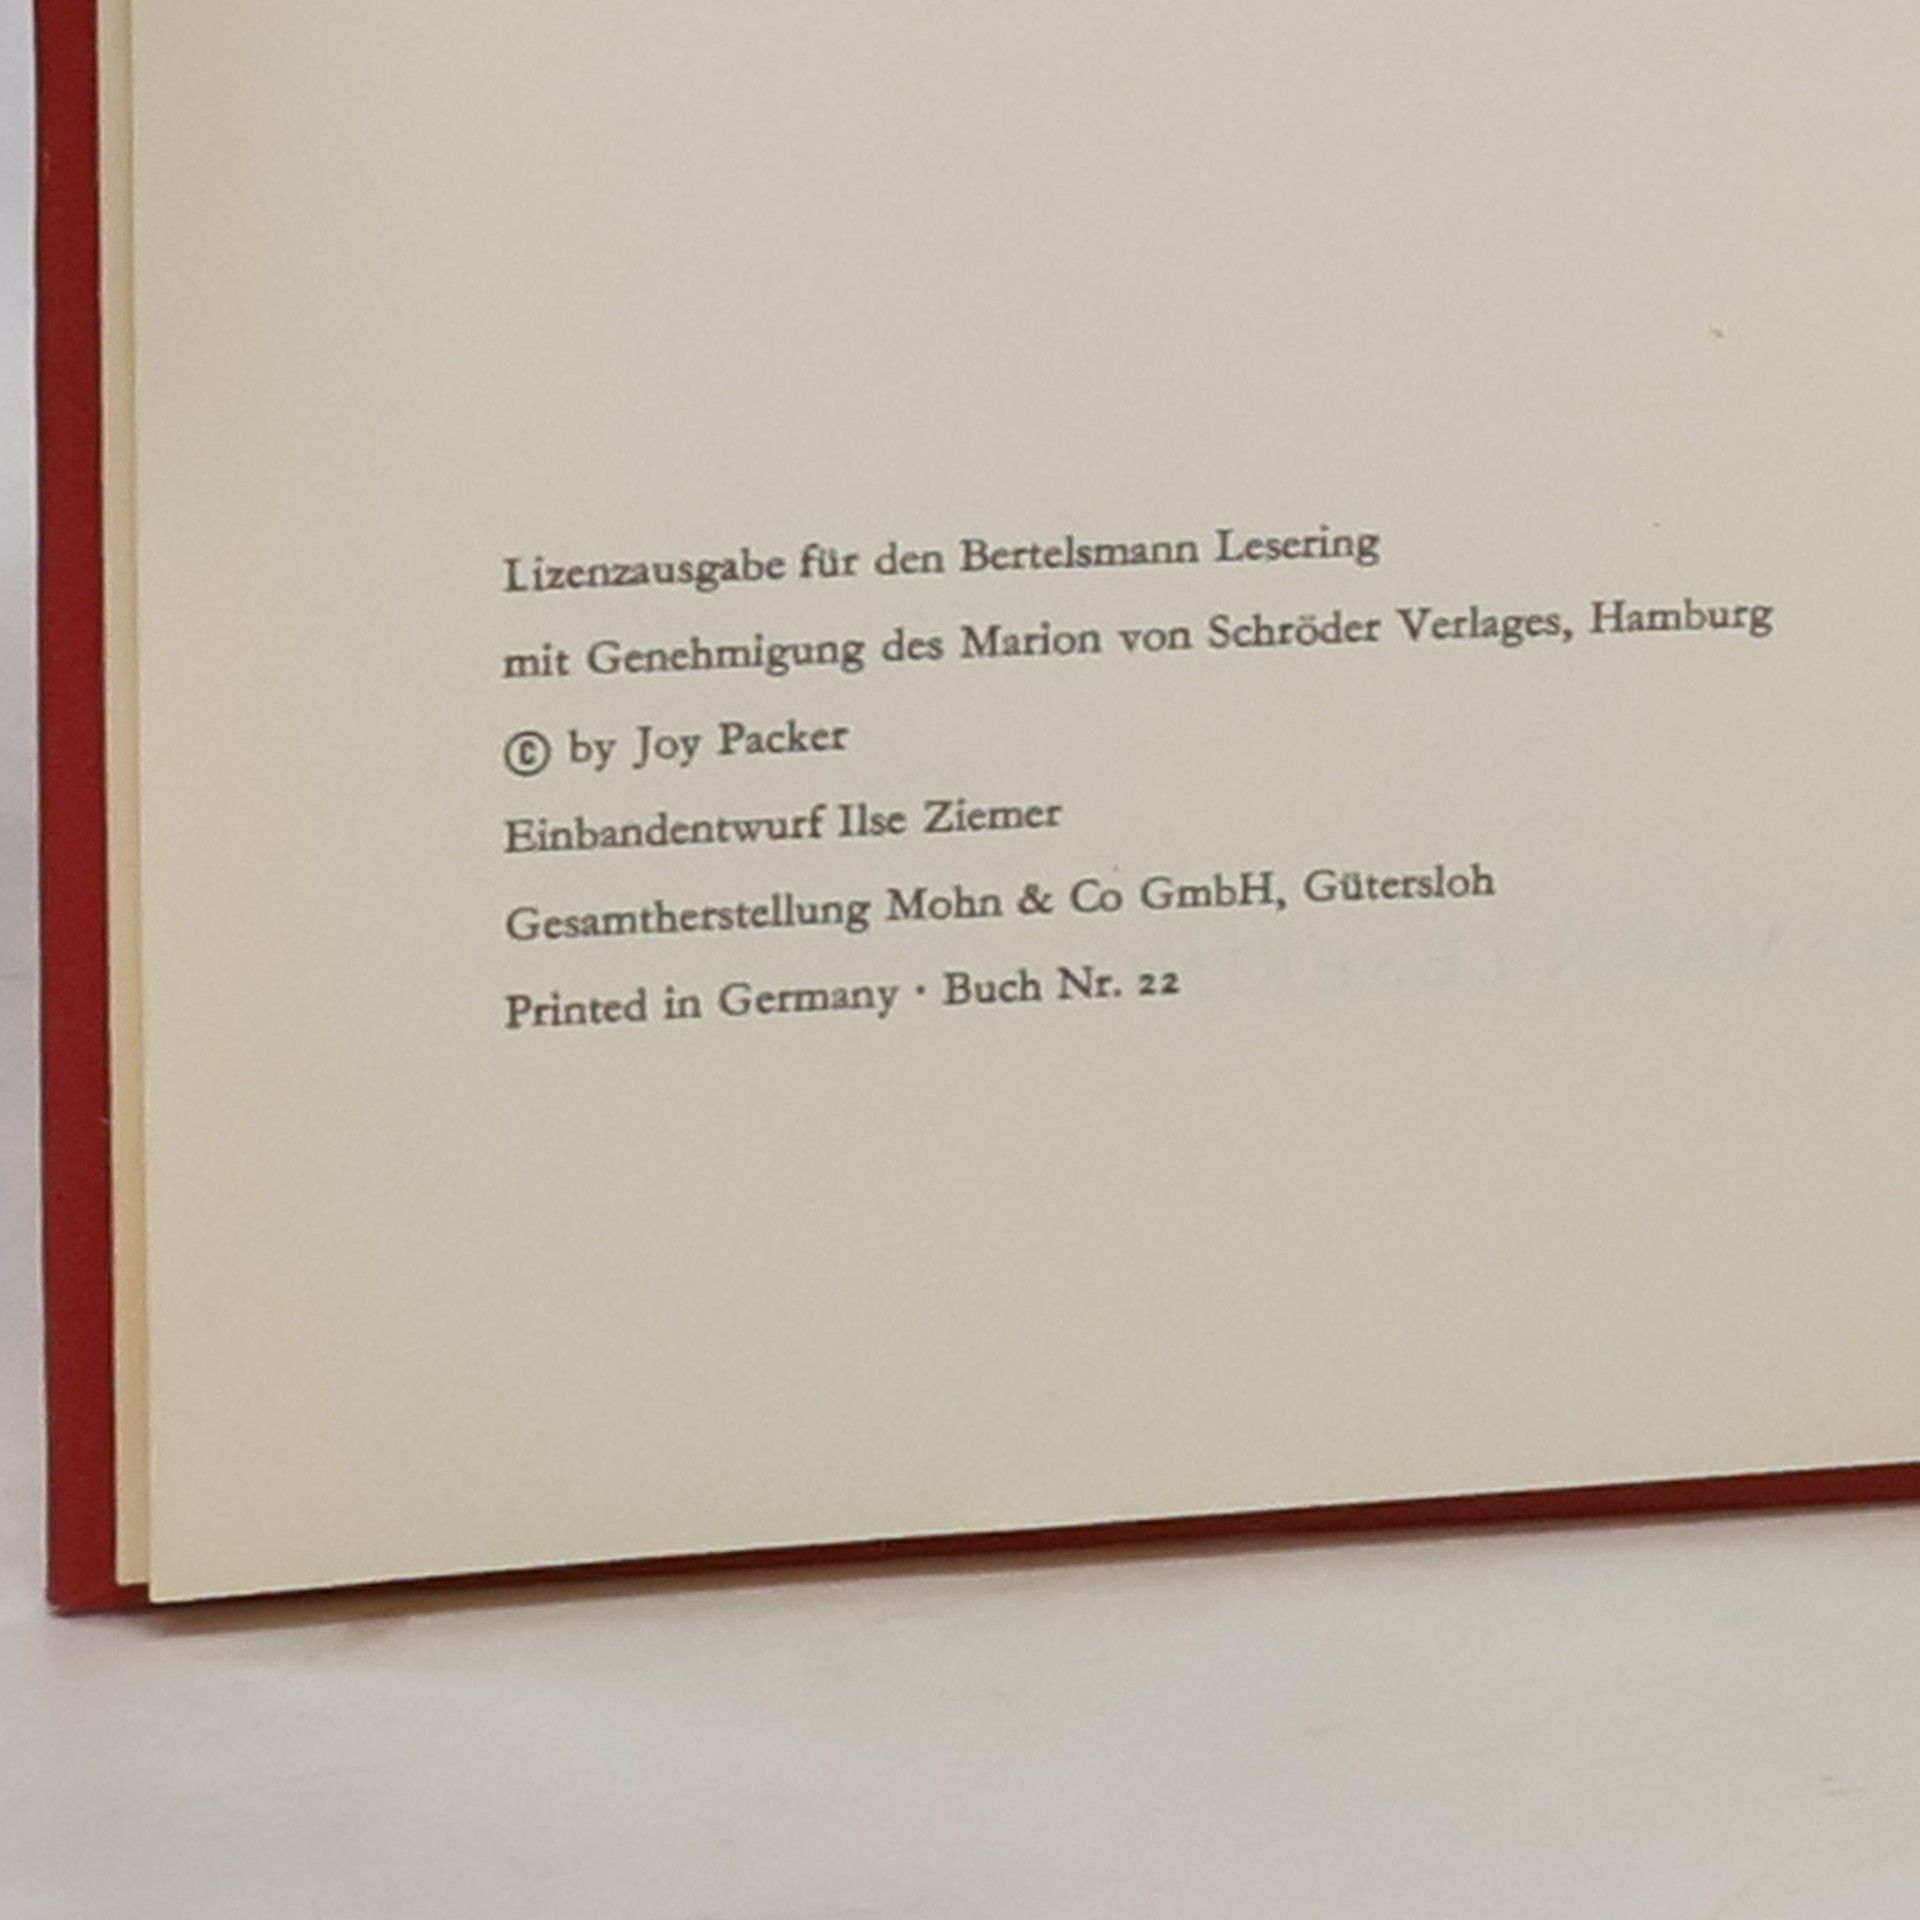 Lizenzausgabe für den Bertelsmann Lesering
mit Genehmigung des Marion von Schröder Verlages, Hamburg
© by Joy Packer
Einbandentwurf Ilse Ziemer
Gesamtherstellung Mohn & Co GmbH, Gütersloh
Printed in Germany · Buch Nr. 22